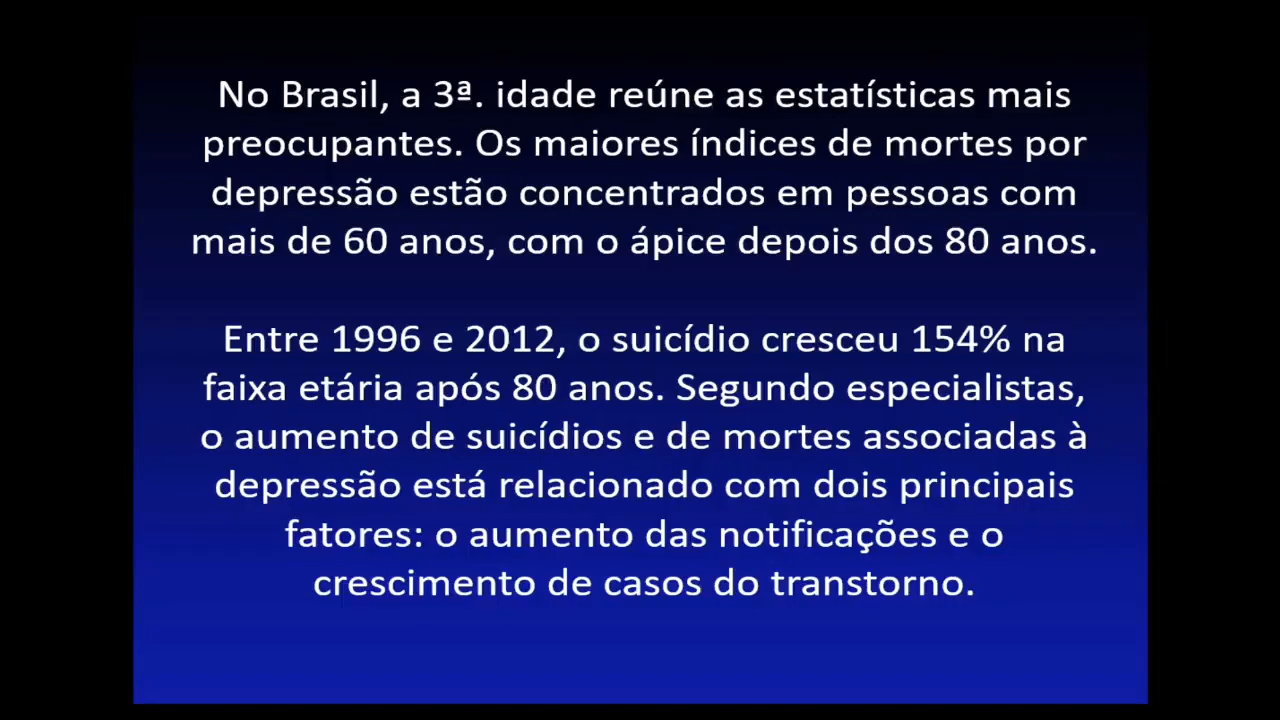 No Brasil, a 3ª. idade reúne as estatísticas mais
preocupantes. Os maiores índices de mortes por
depressão estão concentrados em pessoas com
mais de 60 anos, com o ápice depois dos 80 anos.
Entre 1996 e 2012, o suicídio cresceu 154% na
faixa etária após 80 anos. Segundo especialistas,
o aumento de suicídios e de mortes associadas à
depressão está relacionado com dois principais
fatores: o aumento das notificações e o
crescimento de casos do transtorno.